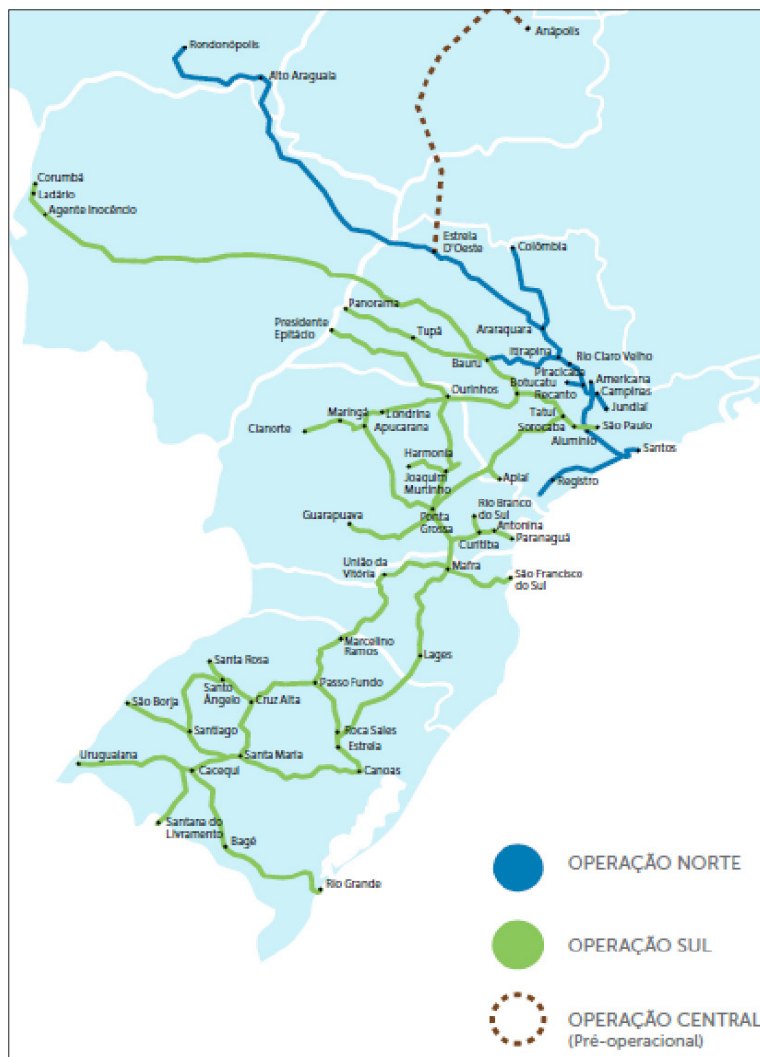 Anápolis
Rondonópolis
Alto Araguaia
Corumbá
Ladário
Agente Inocêncio
Estrela
D'Oeste
Colômbia
Panorama
Presidente
Epitácio
Tupã
Araraquara
Itirapina
Rio Claro Velho
Bauru
Piracicaba
Americana
Botucatu
Recanto
Campinas
Jundiaí
Ourinhos
Maringá
Londrina
Apucarana
Cianorte
Tatuí
Sorocaba
São Paulo
Alumínio
Santos
Harmonia
Joaquim
Murtinho
Apiaí
Registro
Guarapuava
Ponta
Grossa
Rio Branco
do Sul
Antonina
Curitiba
Paranaguá
União da
Vitória
Mafra
São Francisco
do Sul
Marcelino
Ramos
Lages
Santa Rosa
Santo
Ângelo
Cruz Alta
Passo Fundo
São Borja
Santiago
Roca Sales
Estrela
Uruguaiana
Santa Maria
Cacequi
Canoas
Santana do
Livramento
Bagé
Rio Grande
OPERAÇÃO NORTE
OPERAÇÃO SUL
OPERAÇÃO CENTRAL
(Pré-operacional)